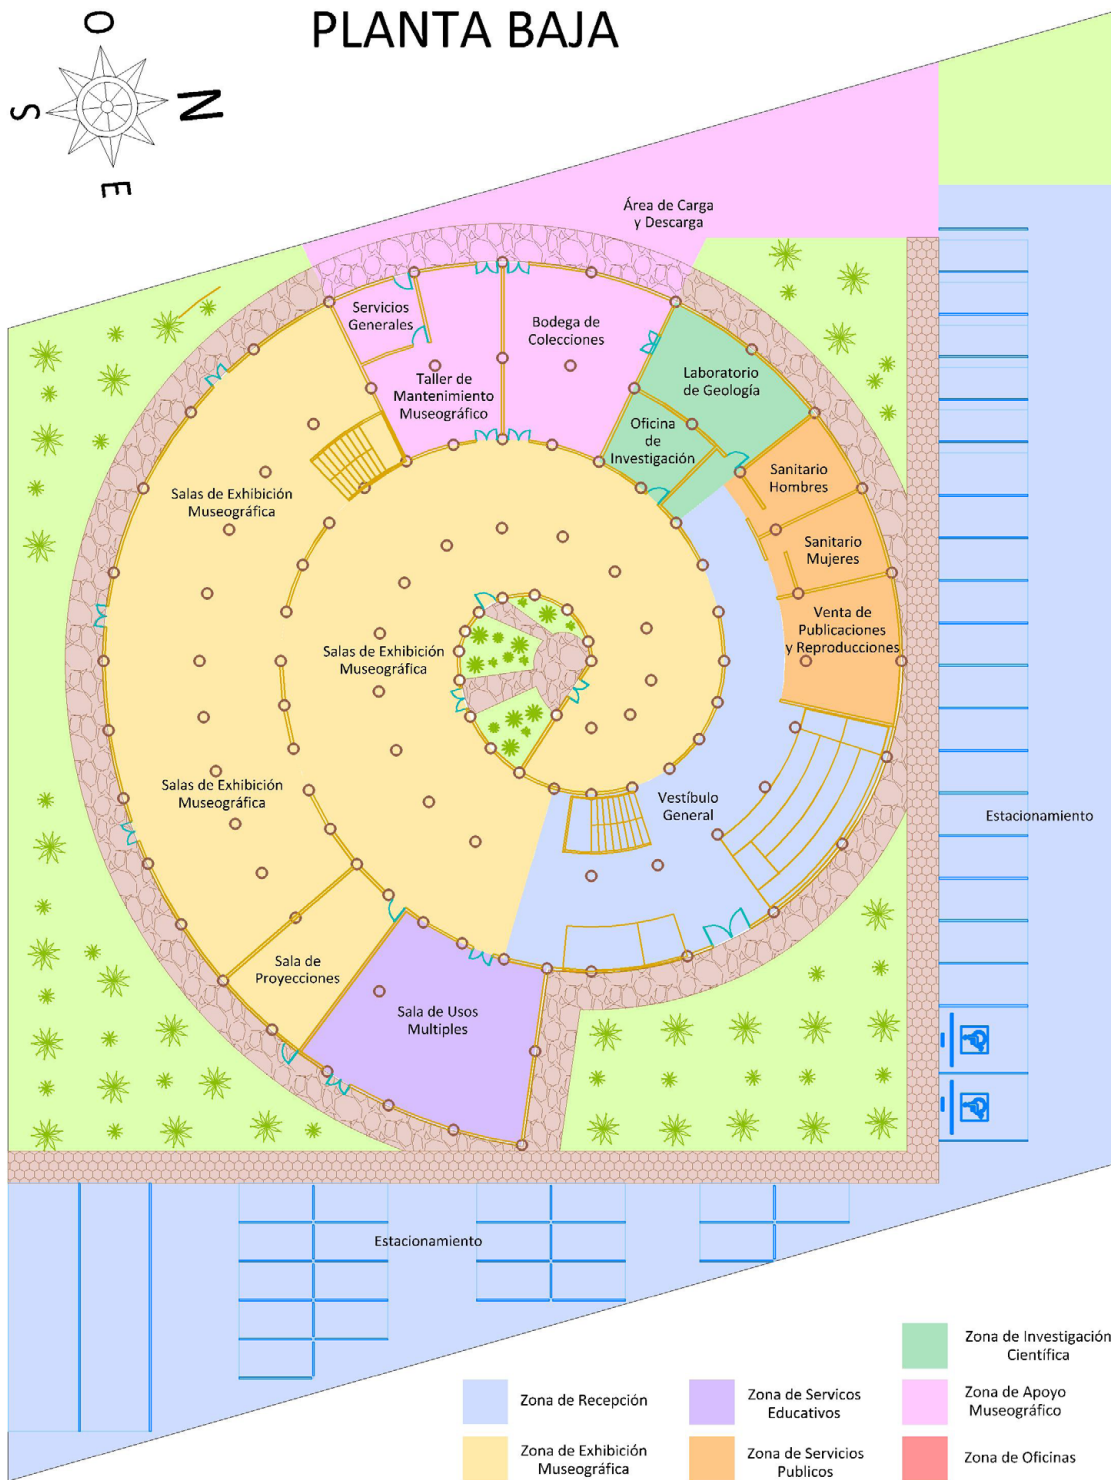 PLANTA BAJA
O
N
S
E
Área de Carga
y Descarga
Servicios
Generales
Bodega de
Colecciones
Taller de
Mantenimiento
Museográfico
Laboratorio
de Geología
Oficina
de
Investigación
Sanitario
Hombres
Salas de Exhibición
Museográfica
Sanitario
Mujeres
Venta de
Publicaciones
y Reproducciones
Salas de Exhibición
Museográfica
Salas de Exhibición
Museográfica
Vestíbulo
General
Estacionamiento
Sala de
Proyecciones
Sala de Usos
Multiples
Estacionamiento
Zona de Investigación
Científica
Zona de Recepción
Zona de Servicos
Educativos
Zona de Apoyo
Museográfico
Zona de Exhibición
Museográfica
Zona de Servicios
Publicos
Zona de Oficinas